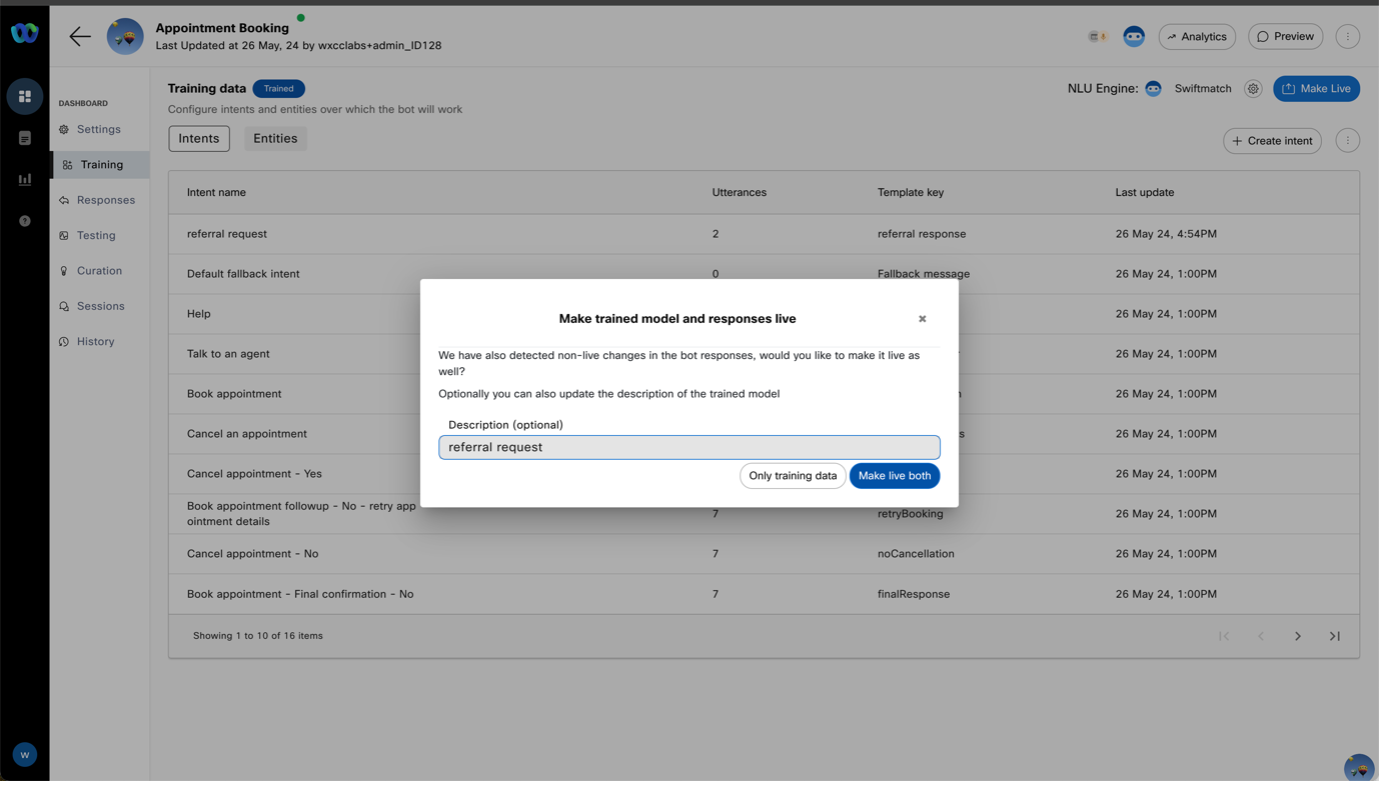 Appointment Booking
Last Updated at 26 May, 24 by wxcclabs+admin_ID128
Analytics
Preview
DASHBOARD
Settings
Training
Responses
Testing
Curation
Sessions
History
Training data Trained
NLU Engine: Swiftmatch Make Live
Configure intents and entities over which the bot will work
Intents Entities
+ Create intent
Intent name Utterances Template key Last update
referral request 2 referral response 26 May 24, 4:54PM
Default fallback intent 0 Fallback message 26 May 24, 1:00PM
Help 26 May 24, 1:00PM
Talk to an agent 26 May 24, 1:00PM
Book appointment 26 May 24, 1:00PM
Cancel an appointment 26 May 24, 1:00PM
Cancel appointment - Yes 26 May 24, 1:00PM
Book appointment followup - No - retry app
ointment details 7 retryBooking 26 May 24, 1:00PM
Cancel appointment - No 7 noCancellation 26 May 24, 1:00PM
Book appointment - Final confirmation - No 7 finalResponse 26 May 24, 1:00PM
Showing 1 to 10 of 16 items
Make trained model and responses live
We have also detected non-live changes in the bot responses, would you like to make it live as
well?
Optionally you can also update the description of the trained model
Description (optional)
referral request
Only training data Make live both
W